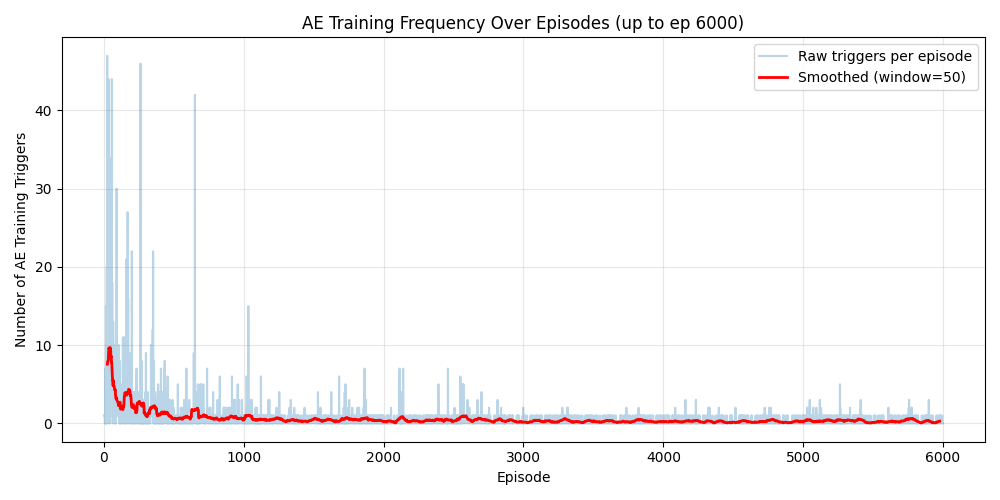 AE Training Frequency Over Episodes (up to ep 6000)
Raw triggers per episode
Smoothed (window=50)
Number of AE Training Triggers
40
30
20
10
0
0 1000 2000 3000 4000 5000 6000
Episode